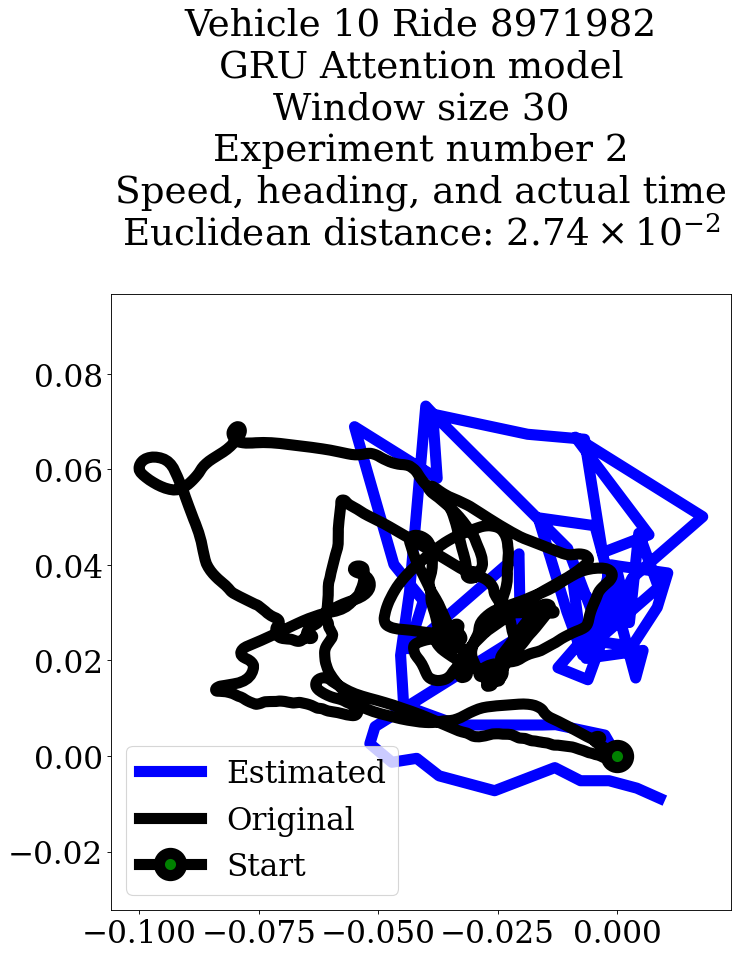 Vehicle 10 Ride 8971982
GRU Attention model
Window size 30
Experiment number 2
Speed, heading, and actual time
Euclidean distance: 2.74 × 10⁻²
0.08
0.06
0.04
0.02
0.00
−0.02
Estimated
Original
Start
−0.100 −0.075 −0.050 −0.025 0.000